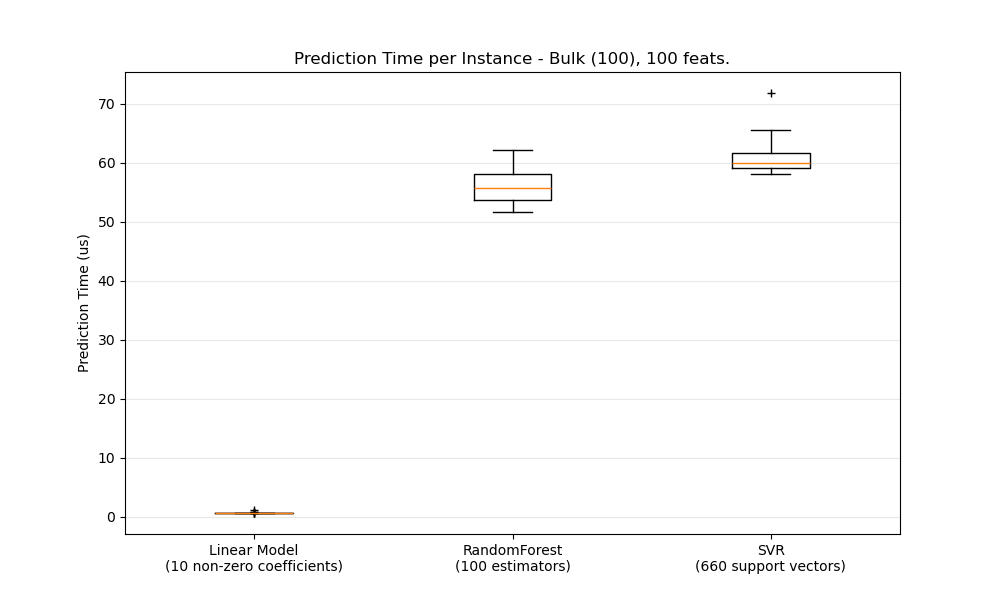 Prediction Time per Instance - Bulk (100), 100 feats.
Prediction Time (us)
70
60
50
40
30
20
10
0
Linear Model
(10 non-zero coefficients)
RandomForest
(100 estimators)
SVR
(660 support vectors)